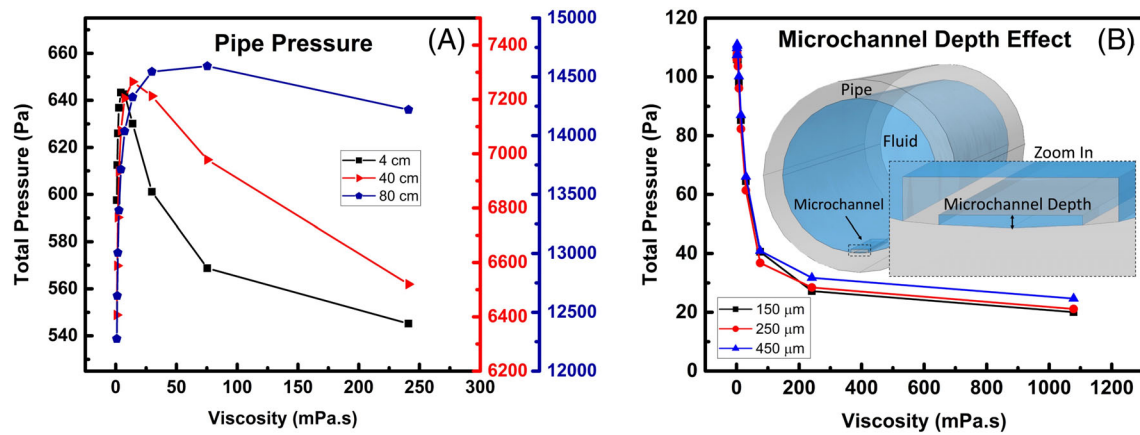 Pipe Pressure
(A)
Total Pressure (Pa)
660
640
620
600
580
560
540
4 cm
40 cm
80 cm
0
50
100
150
200
250
300
Viscosity (mPa.s)
7400
7200
7000
6800
6600
6400
6200
15000
14500
14000
13500
13000
12500
12000
Microchannel Depth Effect
(B)
Total Pressure (Pa)
120
100
80
60
40
20
0
Pipe
Fluid
Zoom In
Microchannel
Microchannel Depth
150 μm
250 μm
450 μm
0
200
400
600
800
1000
1200
Viscosity (mPa.s)